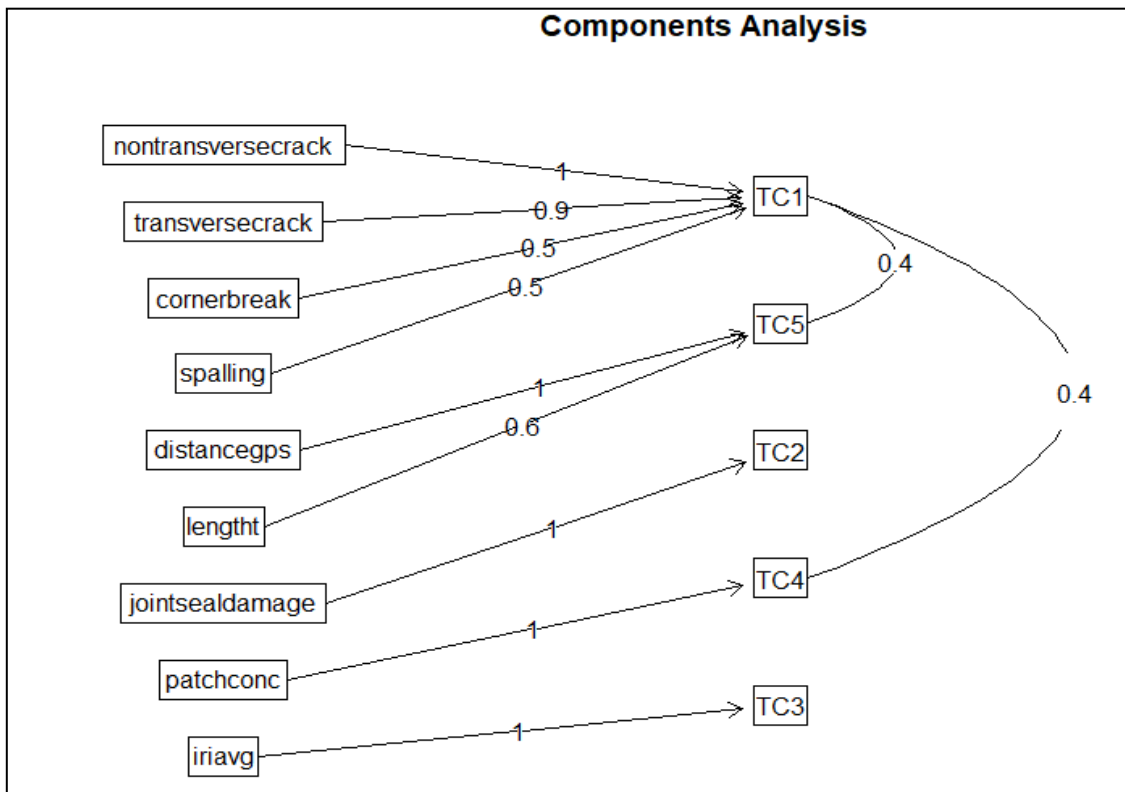 Components Analysis
nontransversecrack
1
TC1
transversecrack
0.9
cornerbreak
0.5
0.4
spalling
0.5
TC5
distancegps
1
0.4
lengtht
0.6
TC2
jointsealdamage
1
TC4
patchconc
1
TC3
iriavg
1